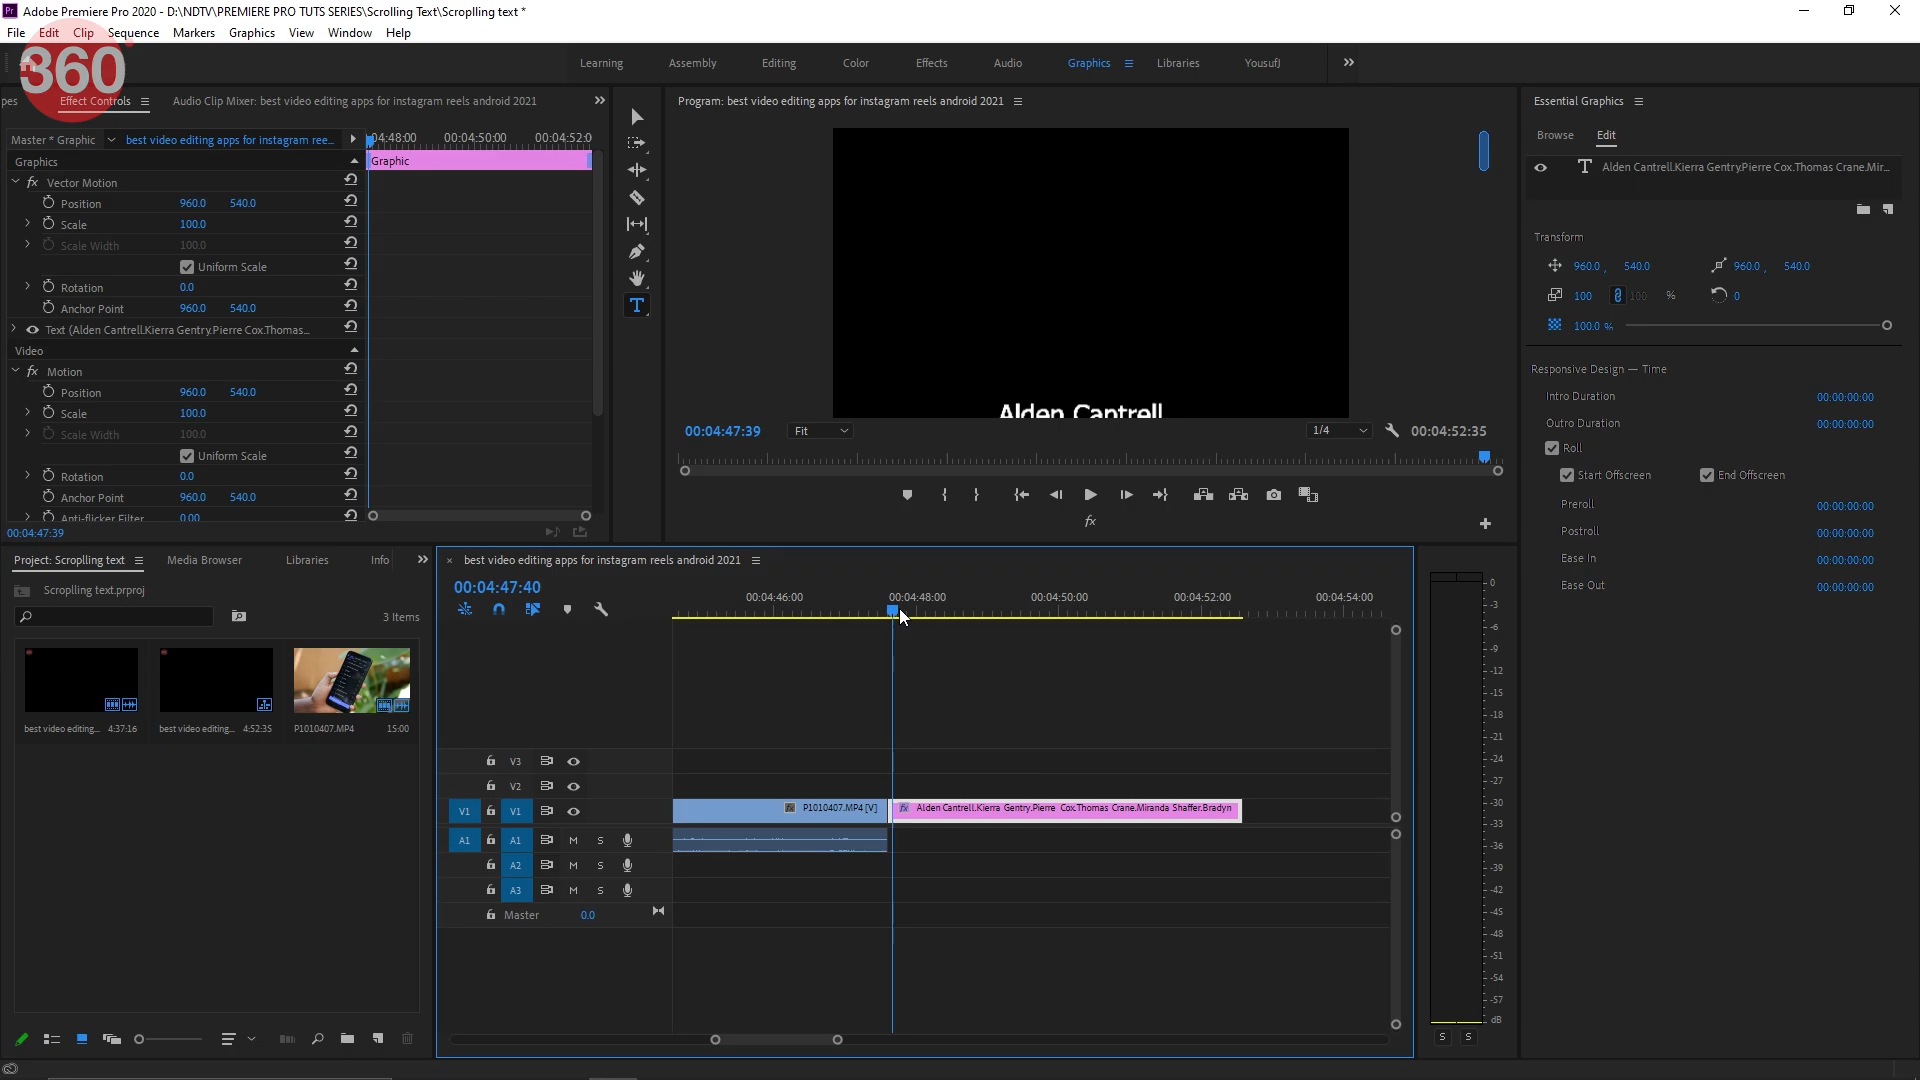 Adobe Premiere Pro 2020 - D:\NDTV\PREMIERE PRO TUTS SERIES\Scrolling Text\Scroplling text *
File Edit Clip Sequence Markers Graphics View Window Help
360
Learning Assembly Editing Color Effects Audio Graphics Libraries YousufJ
pes Effect Controls Audio Clip Mixer: best video editing apps for instagram reels android 2021
Program: best video editing apps for instagram reels android 2021
Essential Graphics
Browse Edit
Master * Graphic best video editing apps for instagram ree... 04:48:00 00:04:50:00 00:04:52:0
Graphics Graphic
Vector Motion
Position 960.0 540.0
Scale 100.0
Scale Width 100.0
Uniform Scale
Rotation 0.0
Anchor Point 960.0 540.0
Text (Alden Cantrell.Kierra Gentry.Pierre Cox.Thomas...
Video
Motion
Position 960.0 540.0
Scale 100.0
Scale Width 100.0
Uniform Scale
Rotation 0.0
Anchor Point 960.0 540.0
Anti-flicker Filter 0.00
00:04:47:39
T
Alden Cantrell
00:04:47:39 Fit 1/4 00:04:52:35
fx
T Alden Cantrell.Kierra Gentry.Pierre Cox.Thomas Crane.Mir...
Transform
960.0 , 540.0 960.0 , 540.0
100 100 % 0
100.0 %
Responsive Design — Time
Intro Duration 00:00:00:00
Outro Duration 00:00:00:00
Roll
Start Offscreen End Offscreen
Preroll 00:00:00:00
Postroll 00:00:00:00
Ease In 00:00:00:00
Ease Out 00:00:00:00
Project: Scroplling text Media Browser Libraries Info
Scroplling text.prproj
3 Items
best video editing... 4:37:16 best video editing... 4:52:35 P1010407.MP4 15:00
best video editing apps for instagram reels android 2021
00:04:47:40
00:04:46:00 00:04:48:00 00:04:50:00 00:04:52:00 00:04:54:00
V3
V2
V1 V1 fx P1010407.MP4 [V] fx Alden Cantrell.Kierra Gentry.Pierre Cox.Thomas Crane.Miranda Shaffer.Bradyn
A1 A1 M S
A2 M S
A3 M S
Master 0.0
0
-3
-6
-9
-12
-15
-18
-21
-24
-27
-30
-33
-36
-39
-42
-45
-48
-51
-54
-57
dB
S S